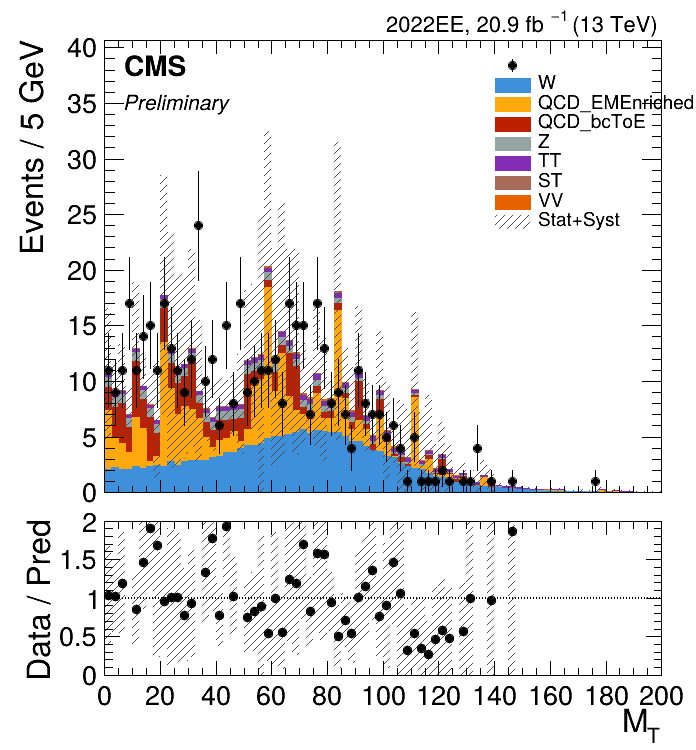 2022EE, 20.9 fb⁻¹ (13 TeV)
Events / 5 GeV
40
35
30
25
20
15
10
5
0
CMS
Preliminary
W
QCD_EMEnriched
QCD_bcToE
Z
TT
ST
VV
Stat+Syst
Data / Pred
2
1.5
1
0.5
0
0 20 40 60 80 100 120 140 160 180 200
M_T